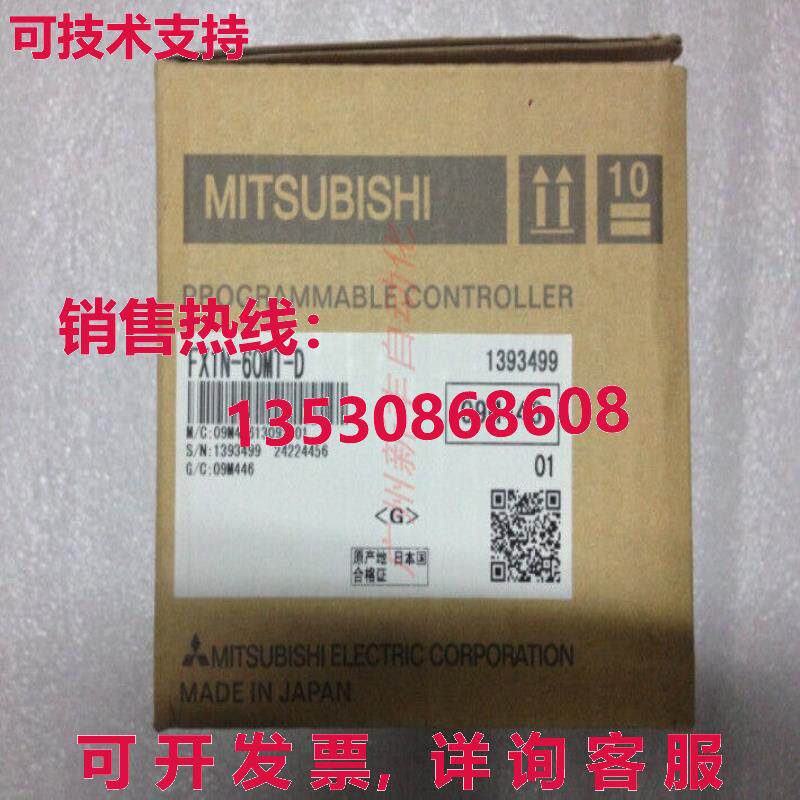 可技术支持
MITSUBISHI
10
PROGRAMMABLE CONTROLLER
销售热线：
FX1N-60MT-D
1393499
13530868608
S/N:1393499 24224456
G/C:09M446
01
<G>
原产地 日本国
合格证
MITSUBISHI ELECTRIC CORPORATION
MADE IN JAPAN
可开发票, 详询客服